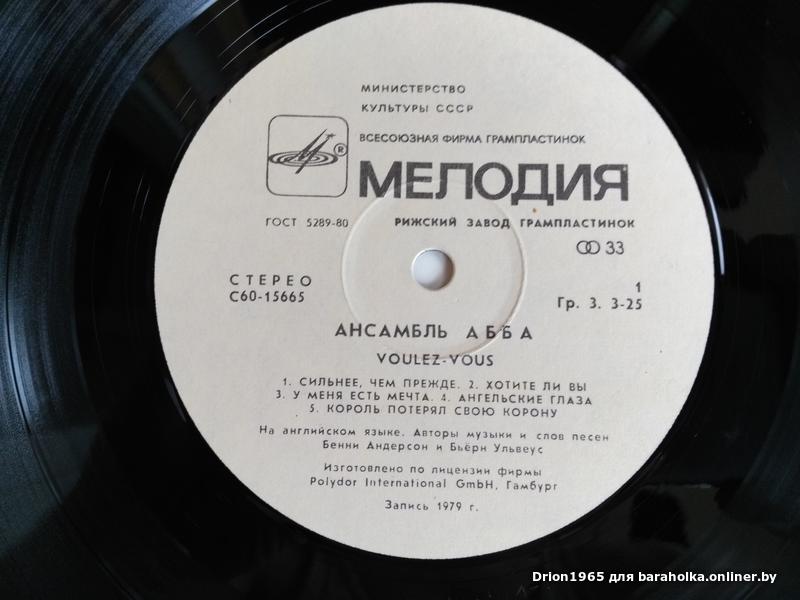 МИНИСТЕРСТВО
КУЛЬТУРЫ СССР
ВСЕСОЮЗНАЯ ФИРМА ГРАМПЛАСТИНОК
®
МЕЛОДИЯ
ГОСТ 5289-80 РИЖСКИЙ ЗАВОД ГРАМПЛАСТИНОК
33
СТЕРЕО 1
С60-15665 Гр. 3. 3-25
АНСАМБЛЬ АББА
VOULEZ-VOUS
1. СИЛЬНЕЕ, ЧЕМ ПРЕЖДЕ. 2. ХОТИТЕ ЛИ ВЫ
3. У МЕНЯ ЕСТЬ МЕЧТА. 4. АНГЕЛЬСКИЕ ГЛАЗА
5. КОРОЛЬ ПОТЕРЯЛ СВОЮ КОРОНУ
На английском языке. Авторы музыки и слов песен
Бенни Андерсон и Бьёрн Ульвеус
Изготовлено по лицензии фирмы
Polydor International GmbH, Гамбург
Запись 1979 г.
Drion1965 для baraholka.onliner.by